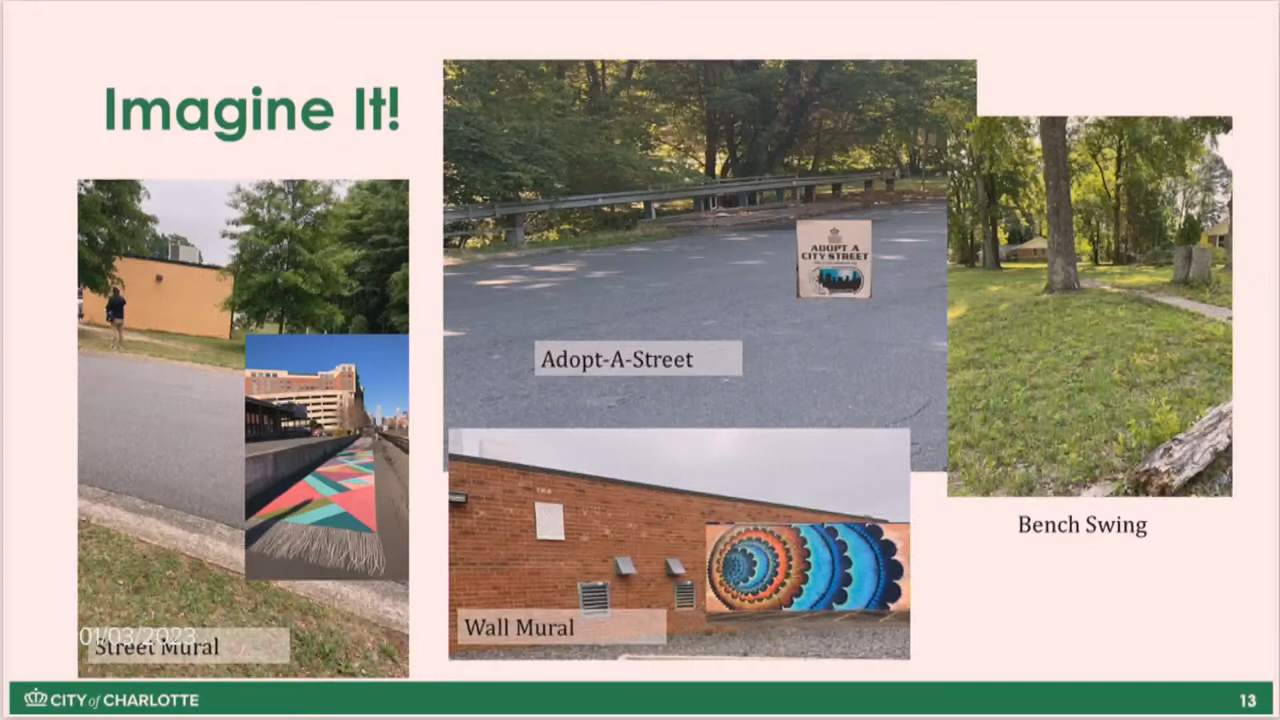 Imagine It!
ADOPT A
CITY STREET
Adopt-A-Street
Bench Swing
Wall Mural
01/03/2023
Street Mural
CITY of CHARLOTTE
13